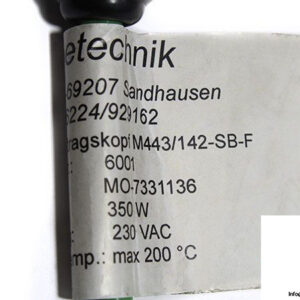 etechnik
69207 Sandhausen
6224/929162
ragskopf M443/142-SB-F
: 6001
MO-7331136
350 W
: 230 VAC
mp.: max 200 °C